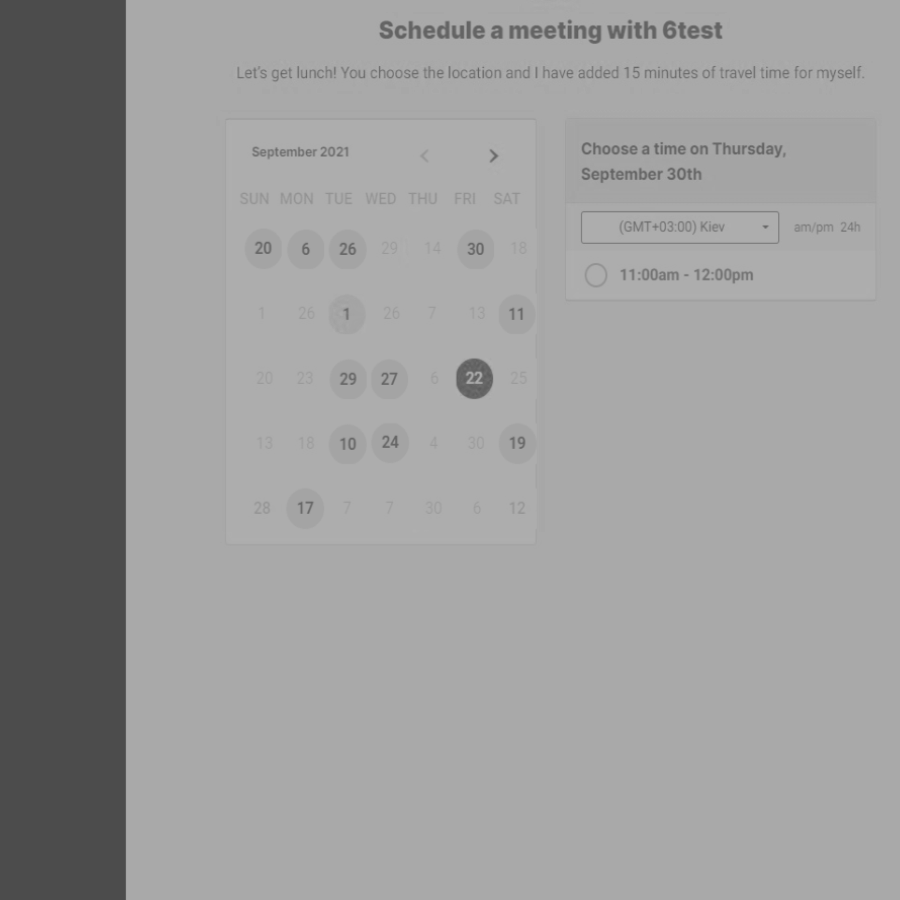 Schedule a meeting with 6test
Let's get lunch! You choose the location and I have added 15 minutes of travel time for myself.
September 2021
SUN MON TUE WED THU FRI SAT
20 6 26 29 14 30 18
1 26 1 26 7 13 11
20 23 29 27 6 22 25
13 18 10 24 4 30 19
28 17 7 7 30 6 12
Choose a time on Thursday,
September 30th
(GMT+03:00) Kiev am/pm 24h
11:00am - 12:00pm